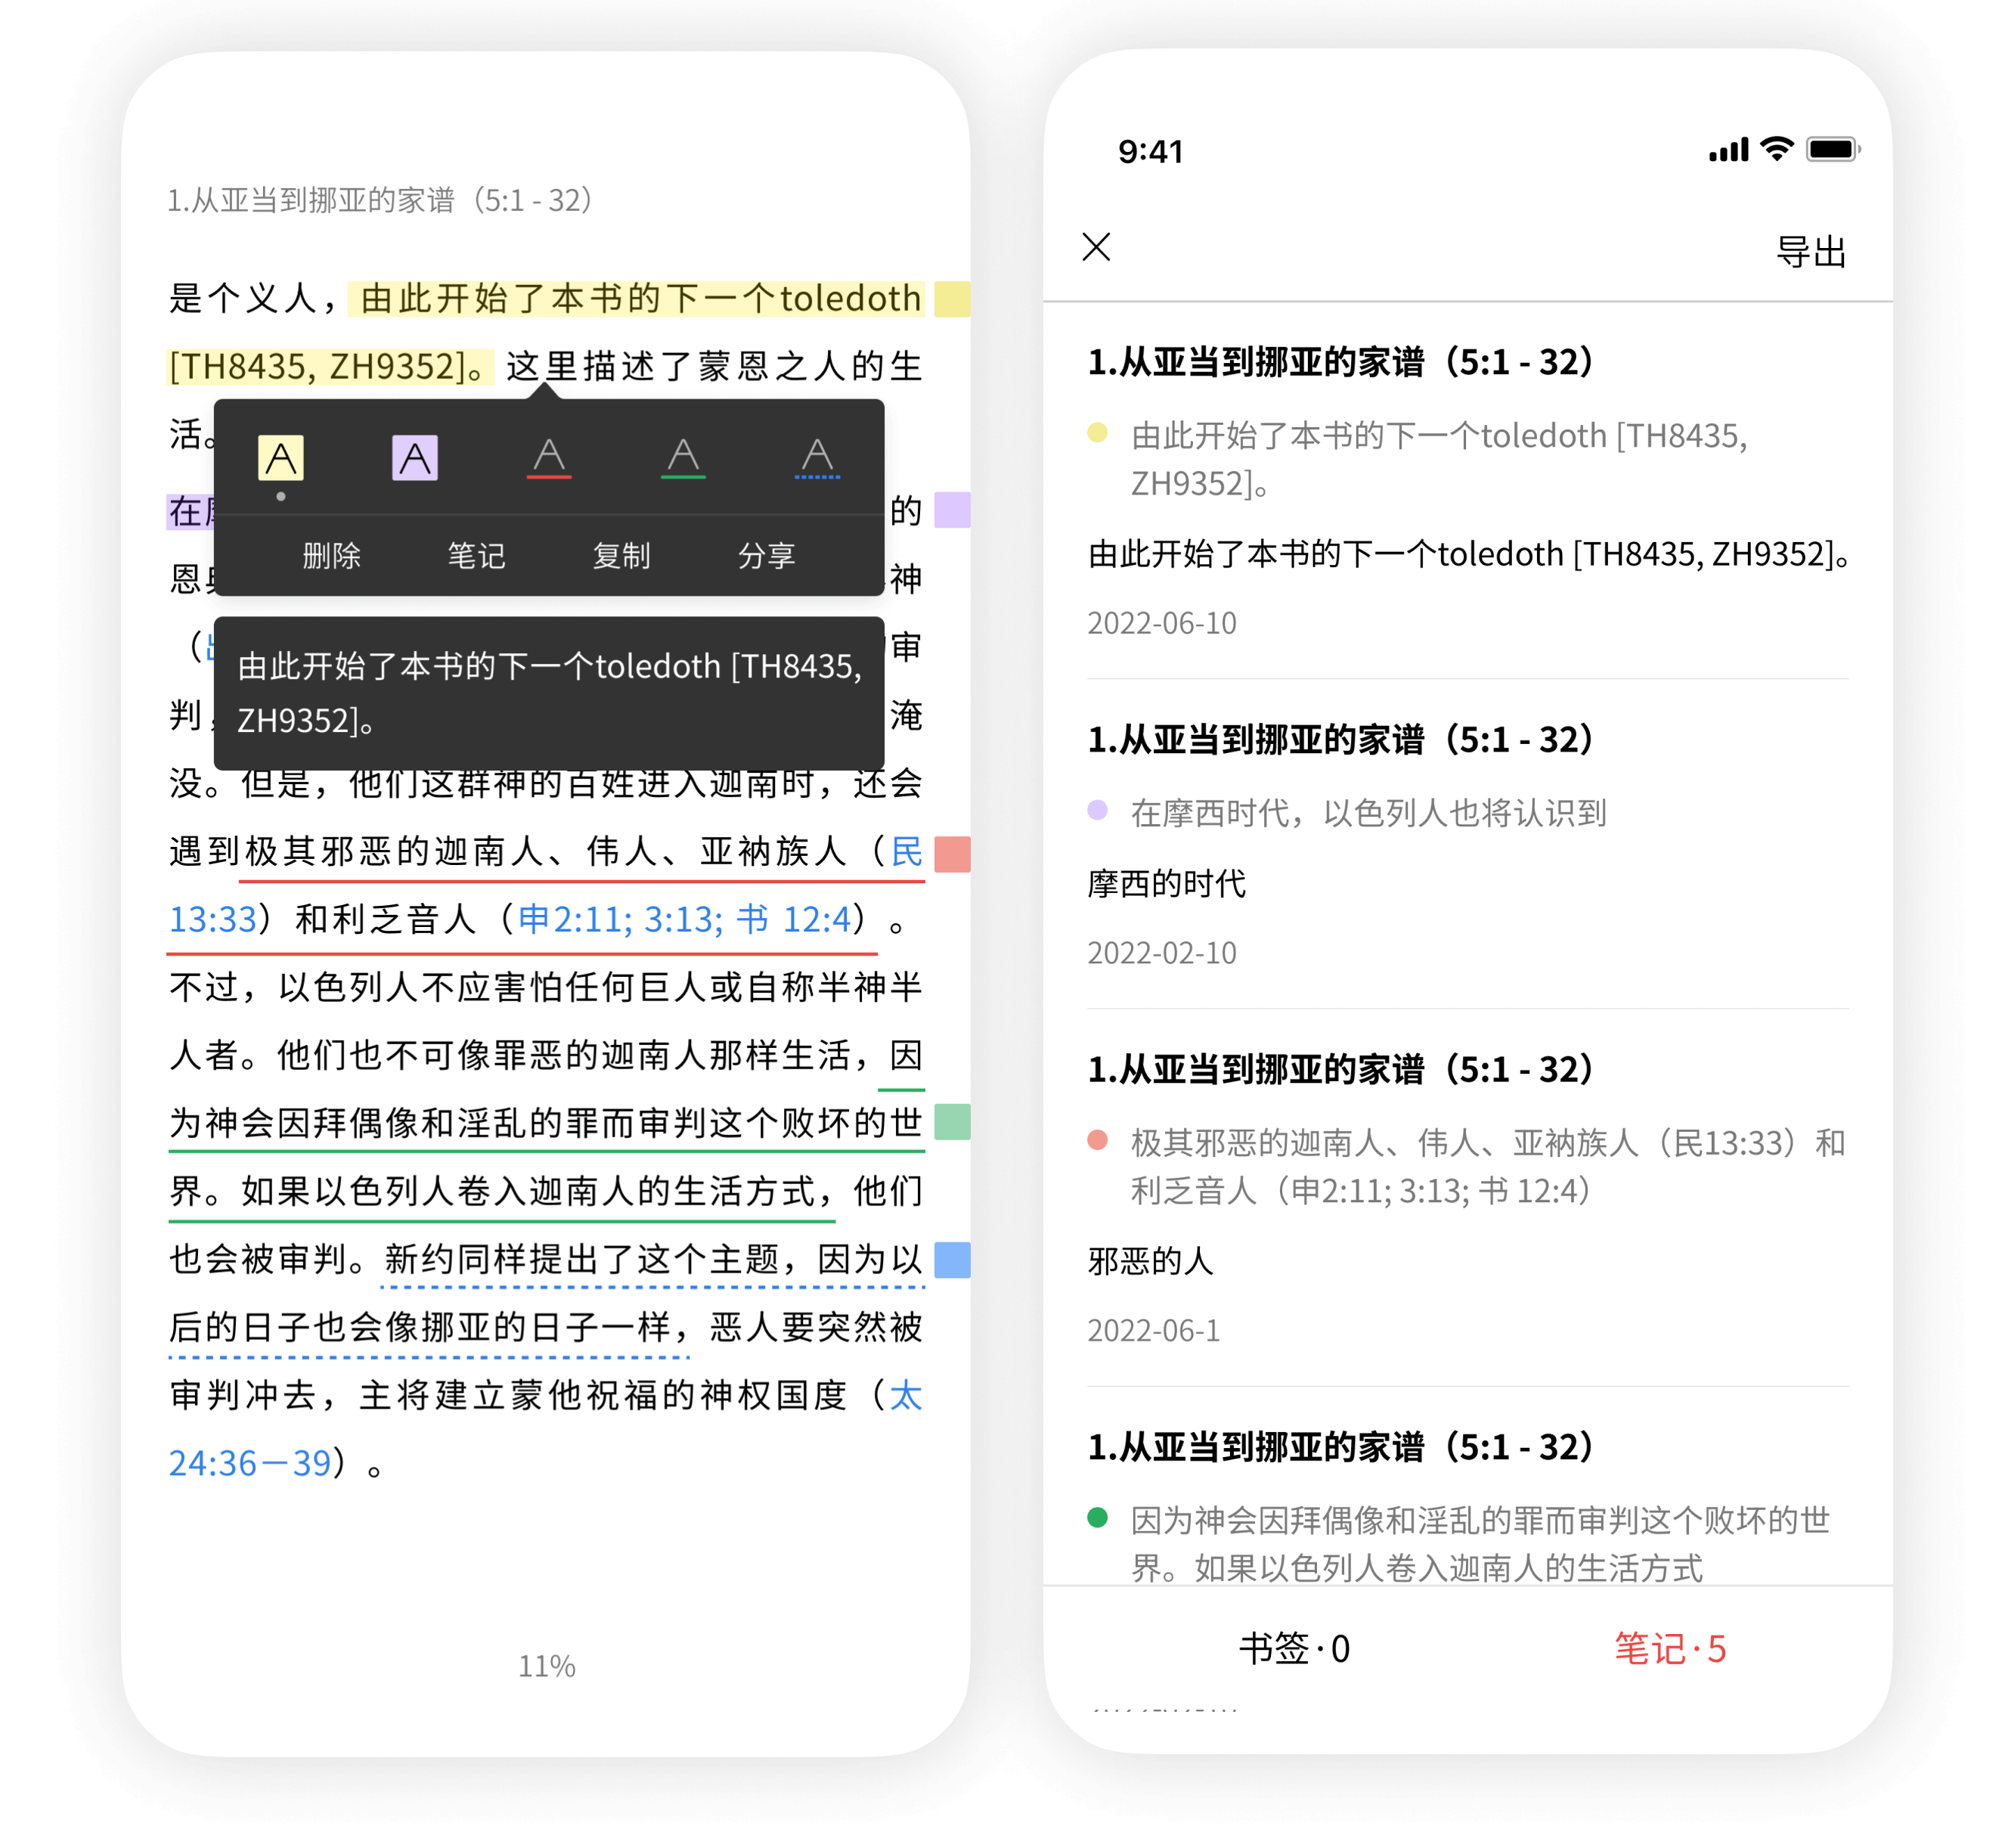 1.从亚当到挪亚的家谱（5:1 - 32）
是个义人，由此开始了本书的下一个toledoth
[TH8435, ZH9352]。这里描述了蒙恩之人的生
活。
A A A A A
在
的
删除 笔记 复制 分享
恩
神
（
审
由此开始了本书的下一个toledoth [TH8435,
ZH9352]。
判，
淹
没。但是，他们这群神的百姓进入迦南时，还会
遇到极其邪恶的迦南人、伟人、亚衲族人（民
13:33）和利乏音人（申2:11; 3:13; 书 12:4）。
不过，以色列人不应害怕任何巨人或自称半神半
人者。他们也不可像罪恶的迦南人那样生活，因
为神会因拜偶像和淫乱的罪而审判这个败坏的世
界。如果以色列人卷入迦南人的生活方式，他们
也会被审判。新约同样提出了这个主题，因为以
后的日子也会像挪亚的日子一样，恶人要突然被
审判冲去，主将建立蒙他祝福的神权国度（太
24:36－39）。
11%
9:41
导出
1.从亚当到挪亚的家谱（5:1 - 32）
由此开始了本书的下一个toledoth [TH8435,
ZH9352]。
由此开始了本书的下一个toledoth [TH8435, ZH9352]。
2022-06-10
1.从亚当到挪亚的家谱（5:1 - 32）
在摩西时代，以色列人也将认识到
摩西的时代
2022-02-10
1.从亚当到挪亚的家谱（5:1 - 32）
极其邪恶的迦南人、伟人、亚衲族人（民13:33）和
利乏音人（申2:11; 3:13; 书 12:4）
邪恶的人
2022-06-1
1.从亚当到挪亚的家谱（5:1 - 32）
因为神会因拜偶像和淫乱的罪而审判这个败坏的世
界。如果以色列人卷入迦南人的生活方式
书签·0
笔记·5